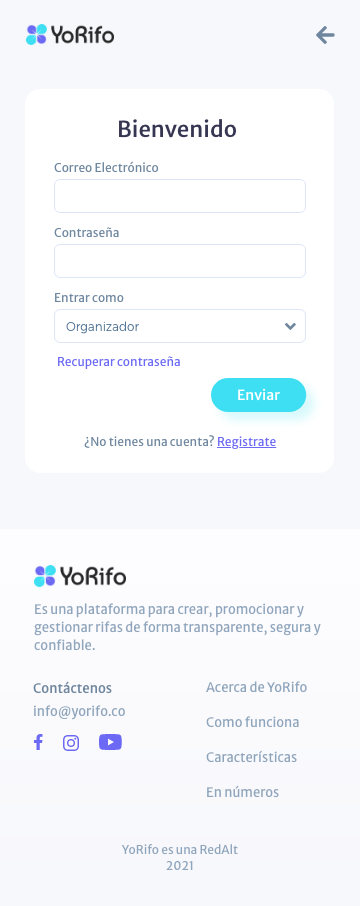 YoRifo
Bienvenido
Correo Electrónico
Contraseña
Entrar como
Organizador
Recuperar contraseña
Enviar
¿No tienes una cuenta? Registrate
YoRifo
Es una plataforma para crear, promocionar y
gestionar rifas de forma transparente, segura y
confiable.
Contáctenos
info@yorifo.co
Acerca de YoRifo
Como funciona
Características
En números
YoRifo es una RedAlt
2021